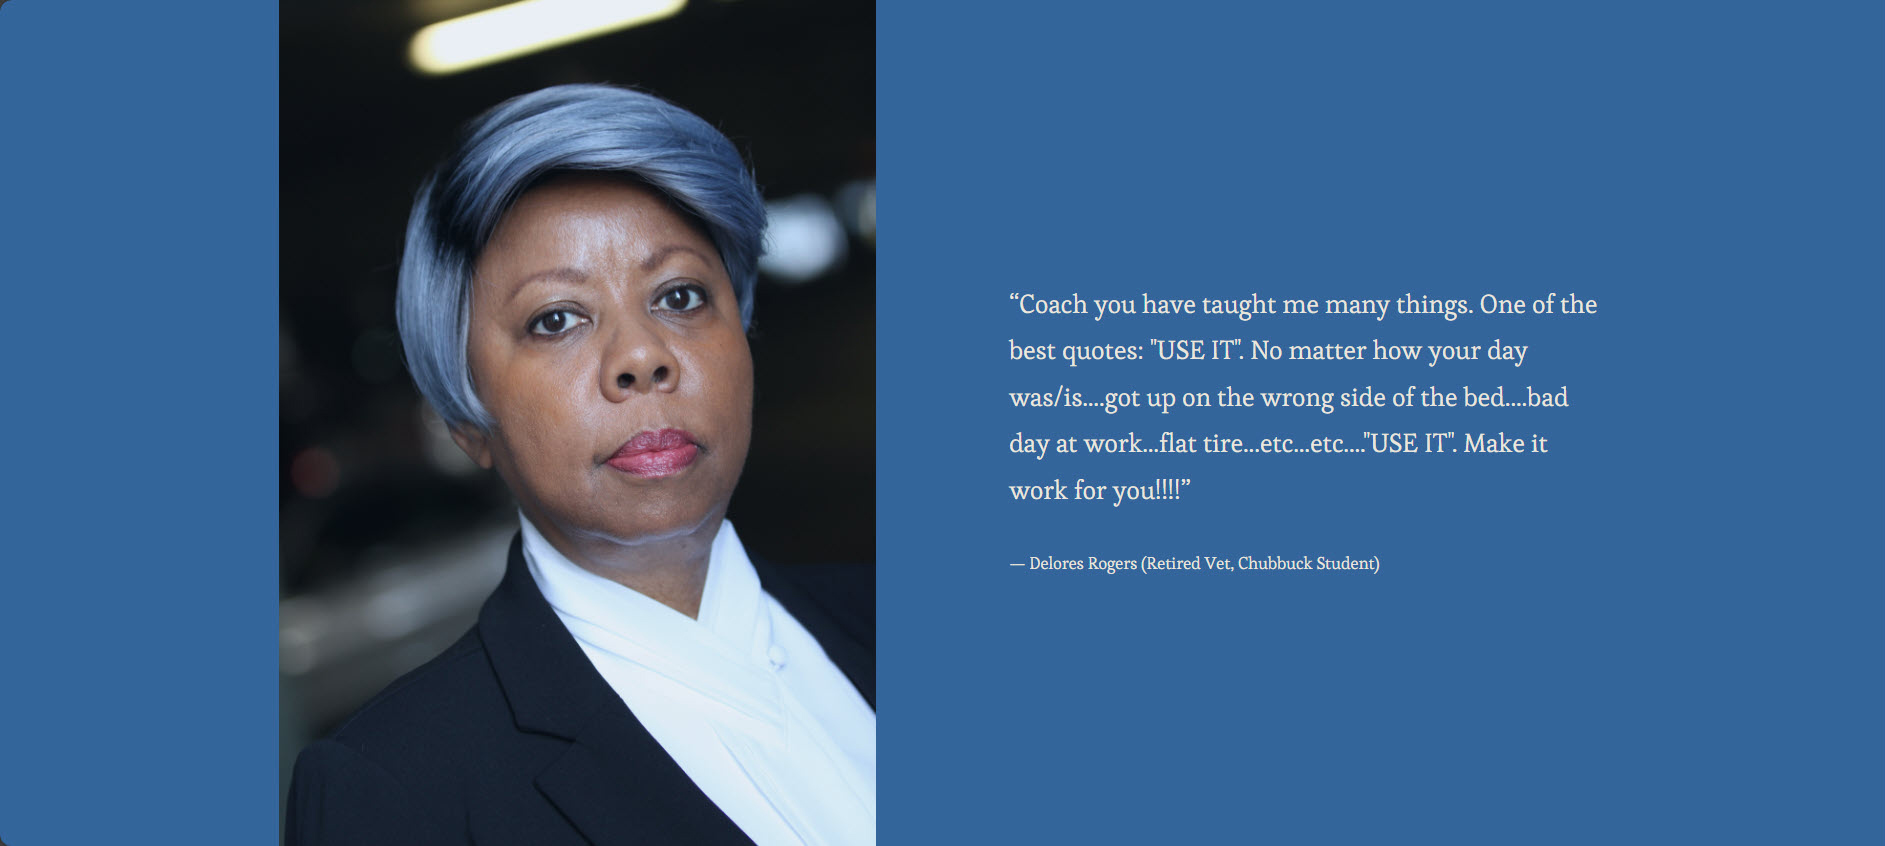 “Coach you have taught me many things. One of the
best quotes: "USE IT". No matter how your day
was/is....got up on the wrong side of the bed....bad
day at work...flat tire...etc...etc...."USE IT". Make it
work for you!!!!”
— Delores Rogers (Retired Vet, Chubbuck Student)